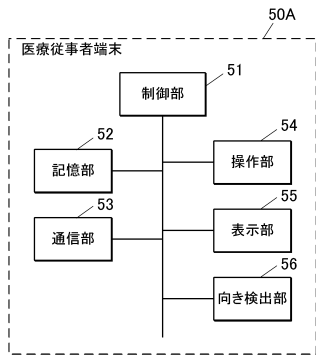 50A
医療従事者端末
51
制御部
52
記憶部
53
通信部
54
操作部
55
表示部
56
向き検出部